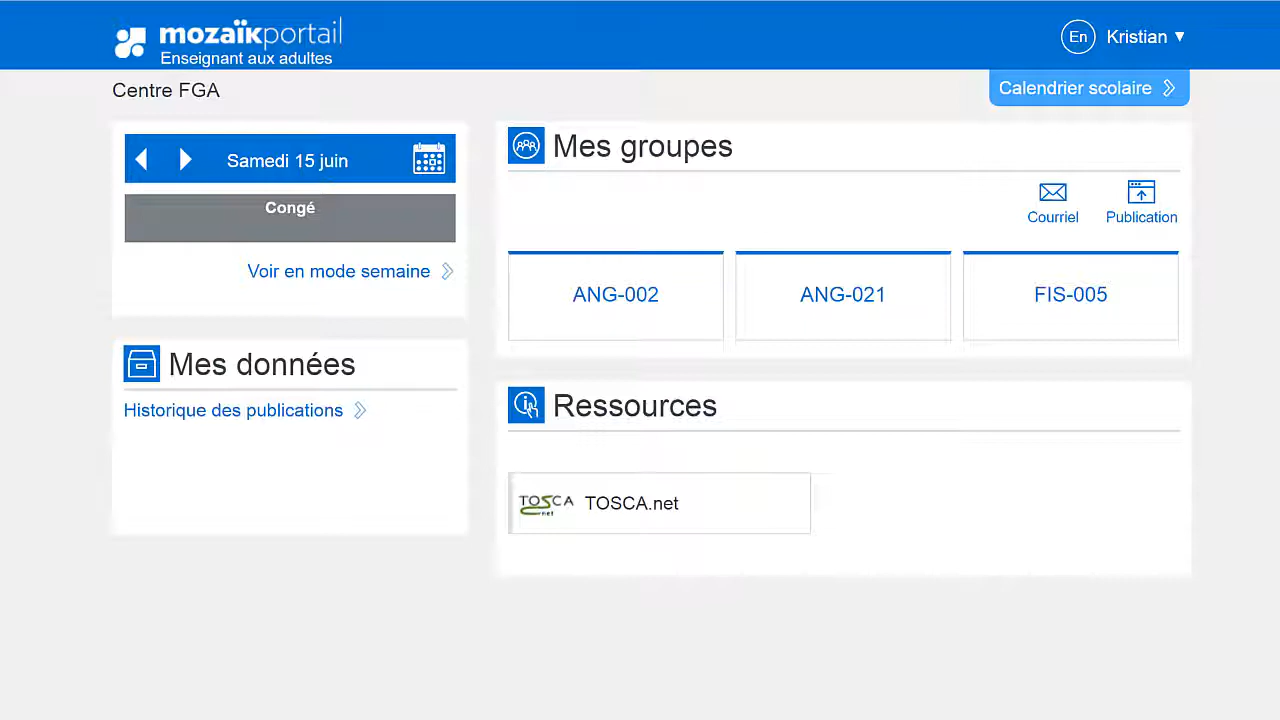 mozaïkportail
Enseignant aux adultes
En
Kristian
Centre FGA
Calendrier scolaire
Samedi 15 juin
Congé
Voir en mode semaine
Mes données
Historique des publications
Mes groupes
Courriel
Publication
ANG-002
ANG-021
FIS-005
Ressources
TOSCA
net
TOSCA.net